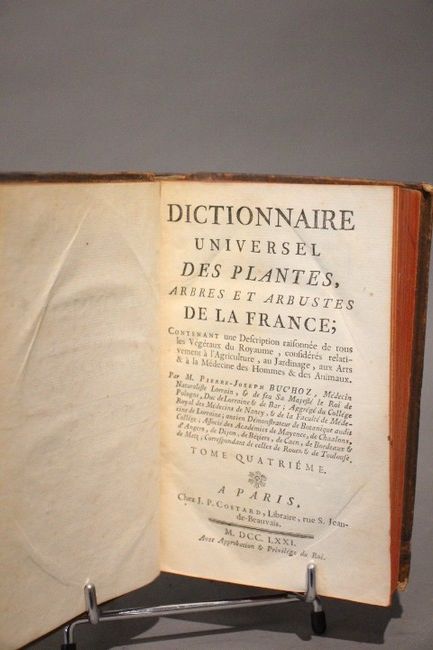 DICTIONNAIRE
UNIVERSEL
DES PLANTES,
ARBRES ET ARBUSTES
DE LA FRANCE;
CONTENANT une Description raisonnée de tous
les Végétaux du Royaume, considérés relati-
vement à l'Agriculture, au Jardinage, aux Arts
& à la Médecine des Hommes & des Animaux.
Par M. PIERRE-JOSEPH BUC'HOZ, Médecin
Naturaliste Lorrain, & de feu Sa Majesté le Roi de
Pologne, Duc de Lorraine & de Bar; Aggrégé du Collége
Royal des Médecins de Nancy, & de la Faculté de Méde-
cine de Lorraine; ancien Démonstrateur de Botanique audit
Collége; Associé des Académies de Mayence, de Chaalons,
d'Angers, de Dijon, de Béziers, de Caen, de Bordeaux &
de Metz; Correspondant de celles de Rouen & de Toulouse.
TOME QUATRIÉME.
A PARIS,
Chez J. P. COSTARD, Libraire, rue S. Jean-
de-Beauvais.
M. DCC. LXXI.
Avec Approbation & Privilége du Roi.